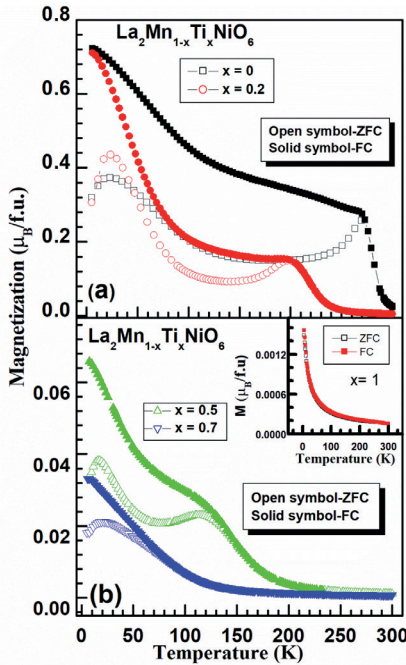 La₂Mn₁₋ₓTiₓNiO₆
x = 0
x = 0.2
Open symbol-ZFC
Solid symbol-FC
(a)
0.8
0.6
0.4
0.2
0.0
Magnetization (μB/f.u.)
La₂Mn₁₋ₓTiₓNiO₆
x = 0.5
x = 0.7
ZFC
FC
x= 1
M (μB/f.u)
0.0012
0.0006
0.0000
0 100 200 300
Temperature (K)
Open symbol-ZFC
Solid symbol-FC
(b)
0.06
0.04
0.02
0.00
0 50 100 150 200 250 300
Temperature (K)